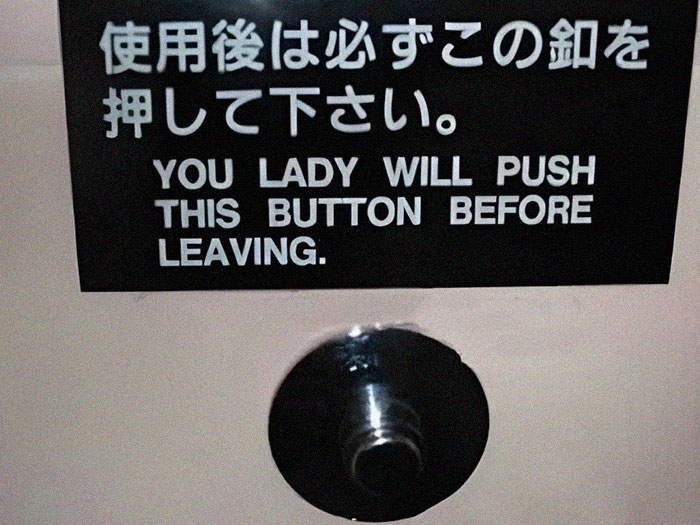 使用後は必ずこの釦を
押して下さい。
YOU LADY WILL PUSH
THIS BUTTON BEFORE
LEAVING.